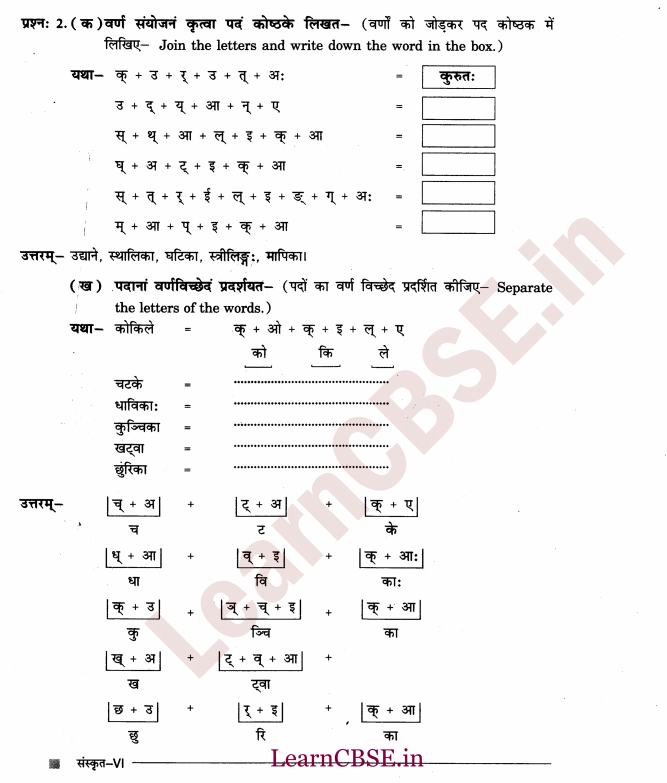 प्रश्न: 2. (क) वर्ण संयोजनं कृत्वा पदं कोष्ठके लिखत– (वर्णों को जोड़कर पद कोष्ठक में
लिखिए– Join the letters and write down the word in the box.)
यथा– क् + उ + र् + उ + त् + अ: = कुरुत:
उ + द् + य् + आ + न् + ए =
स् + थ् + आ + ल् + इ + क् + आ =
घ् + अ + ट् + इ + क् + आ =
स् + त् + र् + ई + ल् + इ + ङ् + ग् + अ: =
म् + आ + प् + इ + क् + आ =
उत्तरम्– उद्याने, स्थालिका, घटिका, स्त्रीलिङ्ग:, मापिका।
(ख) पदानां वर्णविच्छेदं प्रदर्शयत– (पदों का वर्ण विच्छेद प्रदर्शित कीजिए– Separate
the letters of the words.)
यथा– कोकिले = क् + ओ + क् + इ + ल् + ए
को कि ले
चटके = ........................................
धाविका: = ........................................
कुञ्चिका = ........................................
खट्वा = ........................................
छुरिका = ........................................
उत्तरम्– च् + अ + ट् + अ + क् + ए
च ट के
ध् + आ + व् + इ + क् + आ:
धा वि का:
क् + उ + ञ् + च् + इ + क् + आ
कु ञ्चि का
ख् + अ + ट् + व् + आ +
ख ट्वा
छ + उ + र् + इ + क् + आ
छु रि का
संस्कृत–VI LearnCBSE.in
LearnCBSE.in